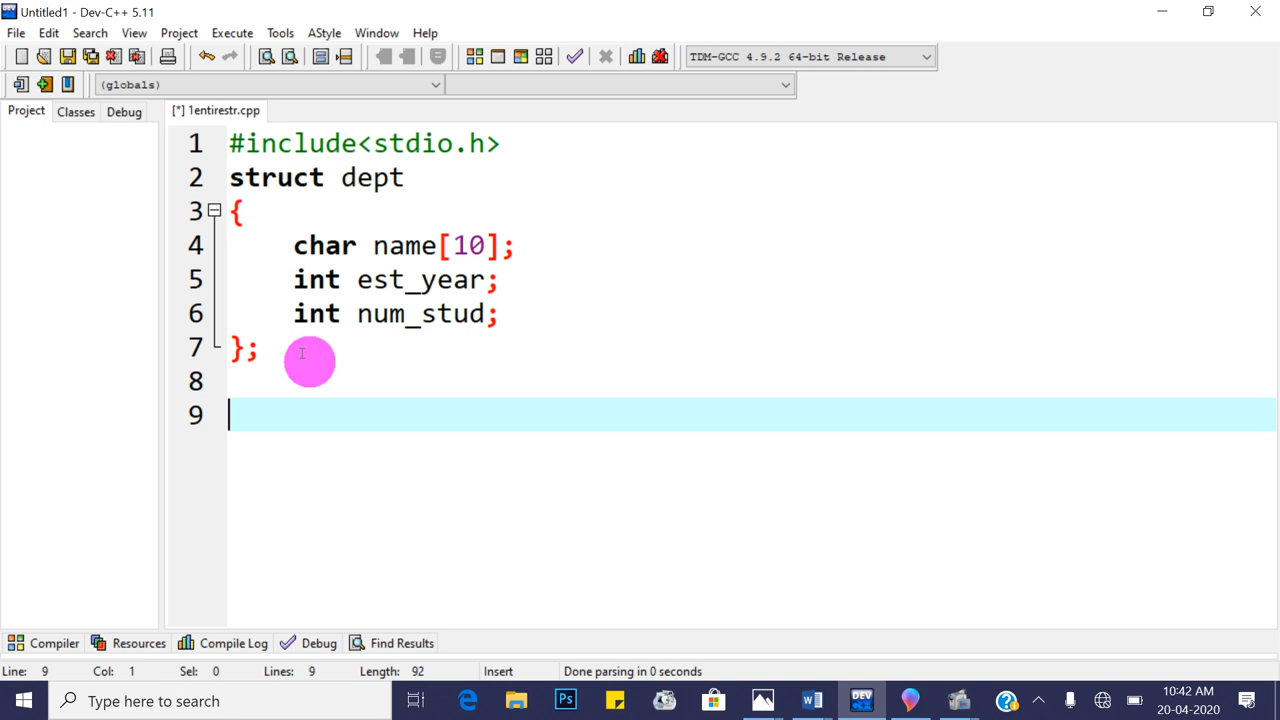 Untitled1 - Dev-C++ 5.11
File Edit Search View Project Execute Tools AStyle Window Help
TDM-GCC 4.9.2 64-bit Release
(globals)
Project Classes Debug [*] 1entirestr.cpp
1 #include<stdio.h>
2 struct dept
3 {
4 char name[10];
5 int est_year;
6 int num_stud;
7 };
8
9
Compiler Resources Compile Log Debug Find Results
Line: 9 Col: 1 Sel: 0 Lines: 9 Length: 92 Insert Done parsing in 0 seconds
Type here to search Ps DEV C++ 10:42 AM
20-04-2020